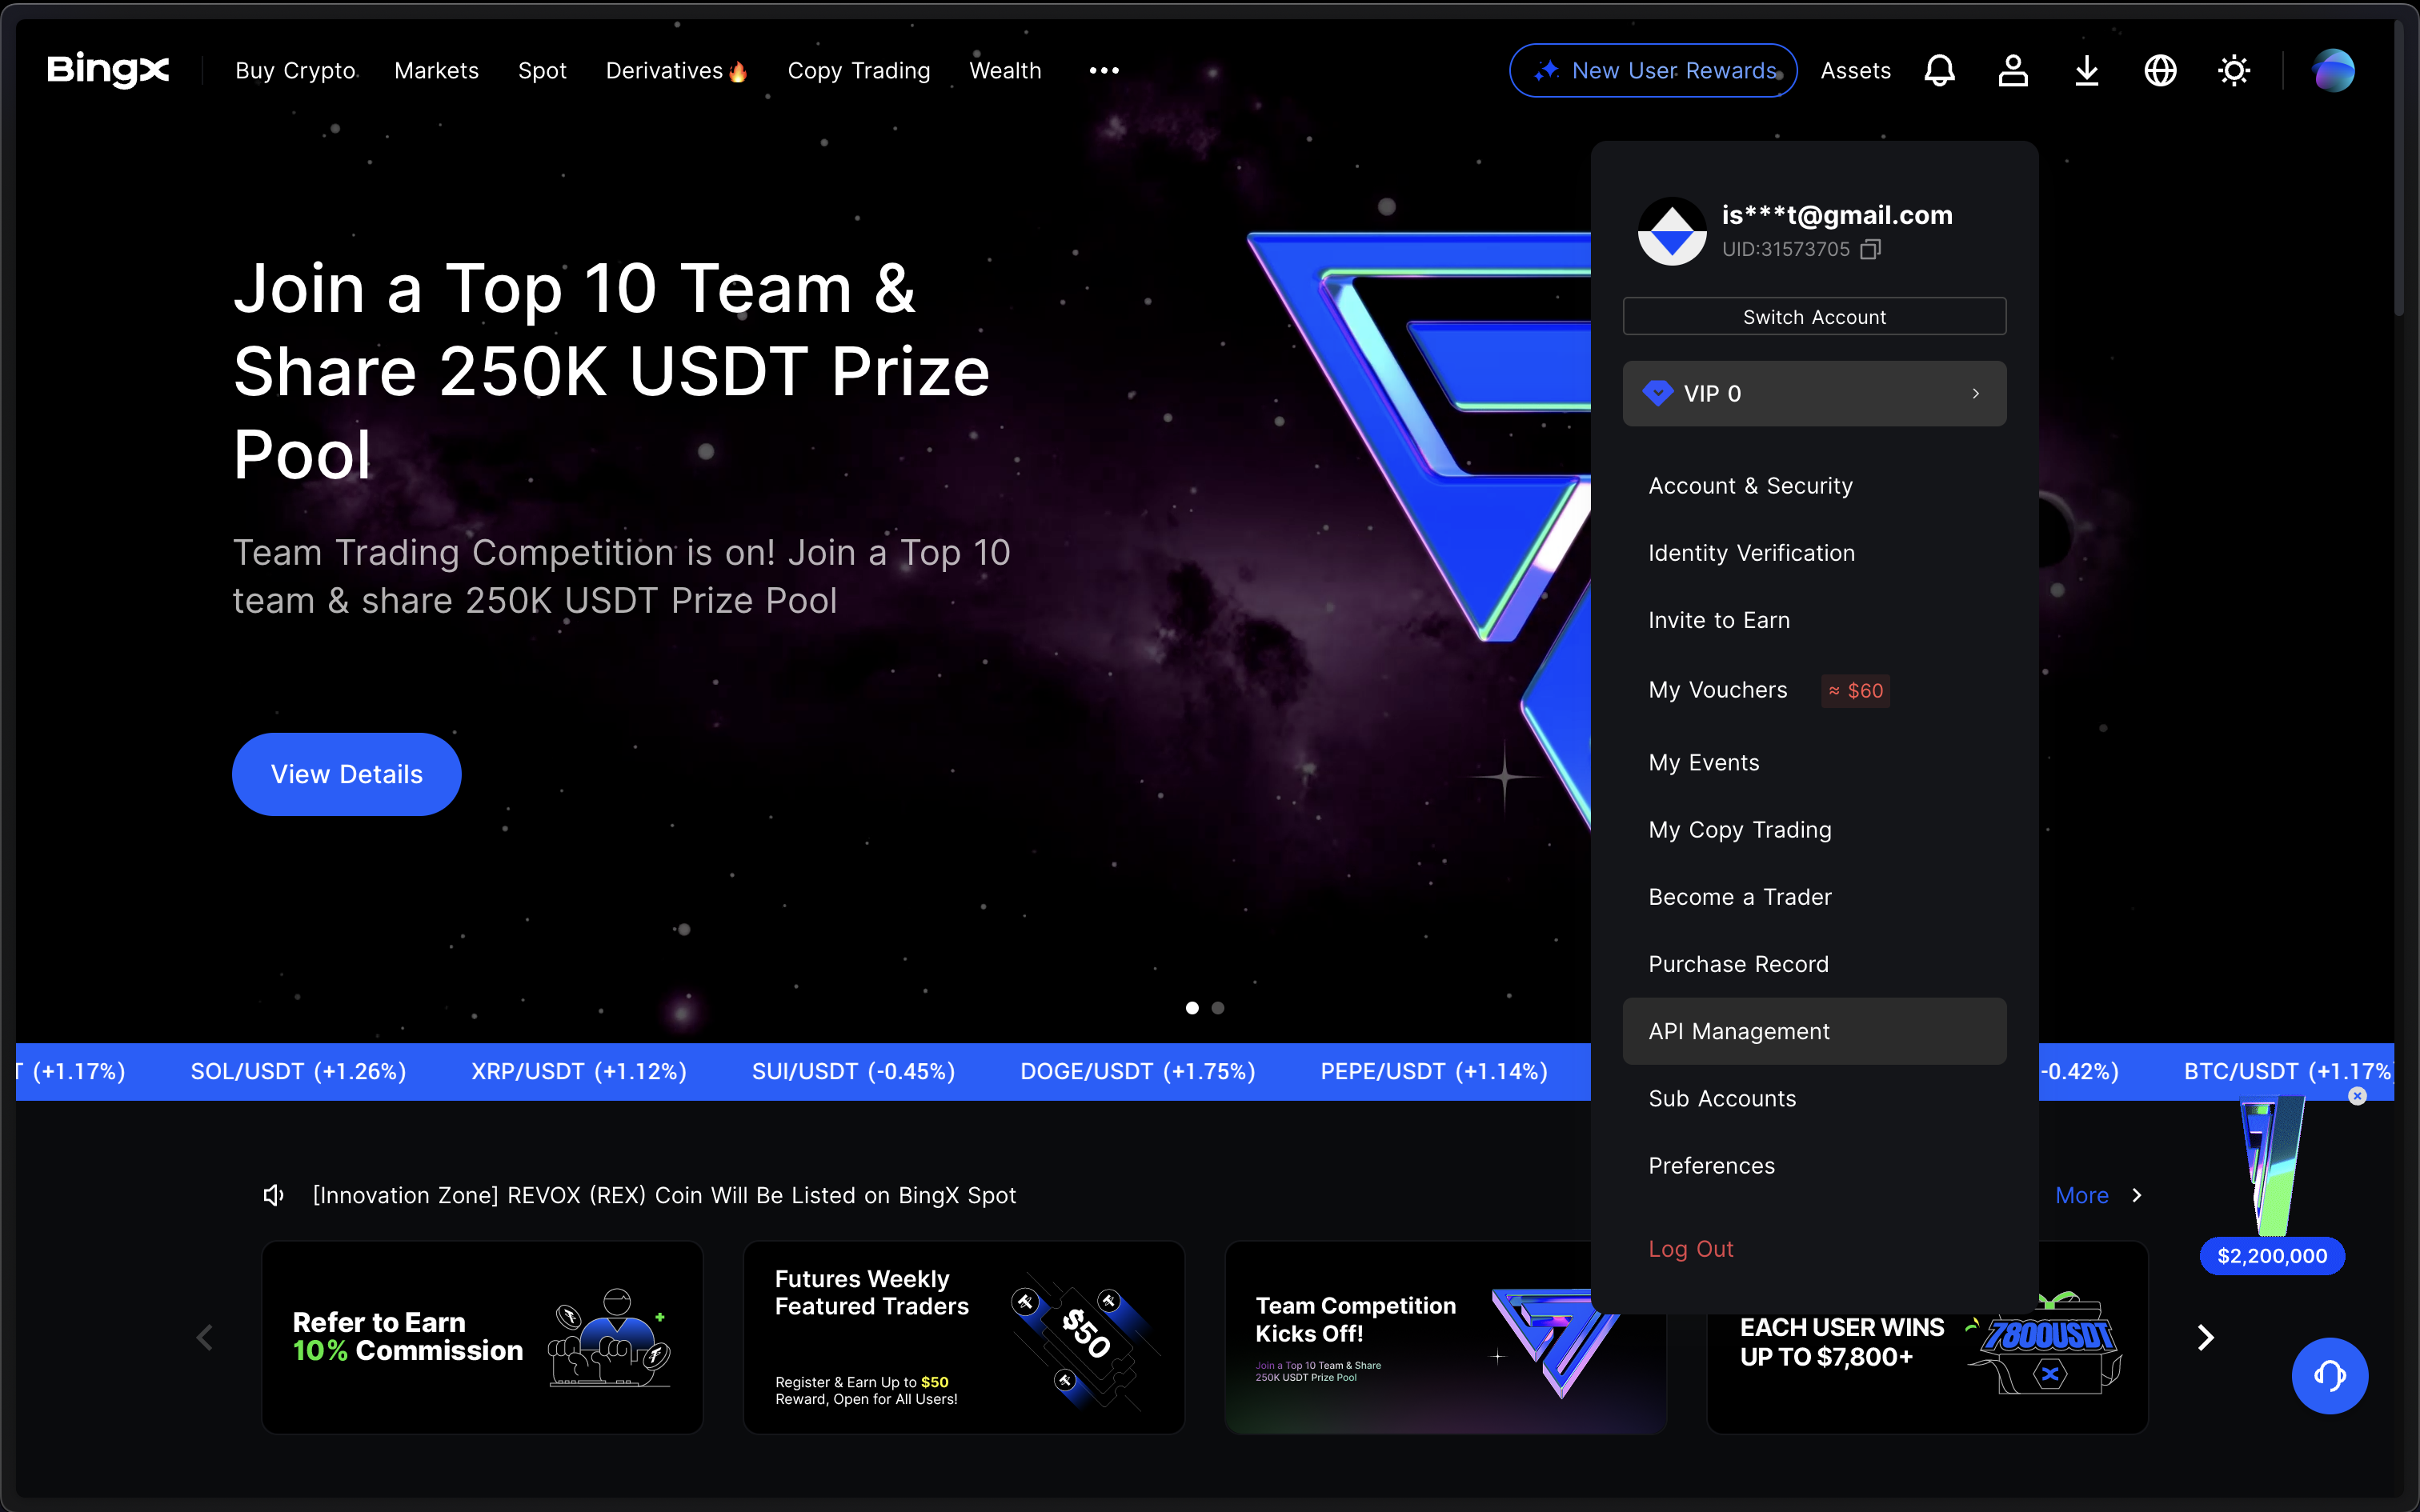 BingX
Buy Crypto
Markets
Spot
Derivatives🔥
Copy Trading
Wealth
•••
New User Rewards
Assets
Join a Top 10 Team &
Share 250K USDT Prize
Pool
Team Trading Competition is on! Join a Top 10
team & share 250K USDT Prize Pool
View Details
is***t@gmail.com
UID:31573705
Switch Account
VIP 0
Account & Security
Identity Verification
Invite to Earn
My Vouchers ≈ $60
My Events
My Copy Trading
Become a Trader
Purchase Record
API Management
Sub Accounts
Preferences
Log Out
T (+1.17%)
SOL/USDT (+1.26%)
XRP/USDT (+1.12%)
SUI/USDT (-0.45%)
DOGE/USDT (+1.75%)
PEPE/USDT (+1.14%)
-0.42%)
BTC/USDT (+1.17%)
[Innovation Zone] REVOX (REX) Coin Will Be Listed on BingX Spot
More
$2,200,000
Refer to Earn
10% Commission
Futures Weekly
Featured Traders
$50
Register & Earn Up to $50
Reward, Open for All Users!
Team Competition
Kicks Off!
Join a Top 10 Team & Share
250K USDT Prize Pool
EACH USER WINS
UP TO $7,800+
7800USDT